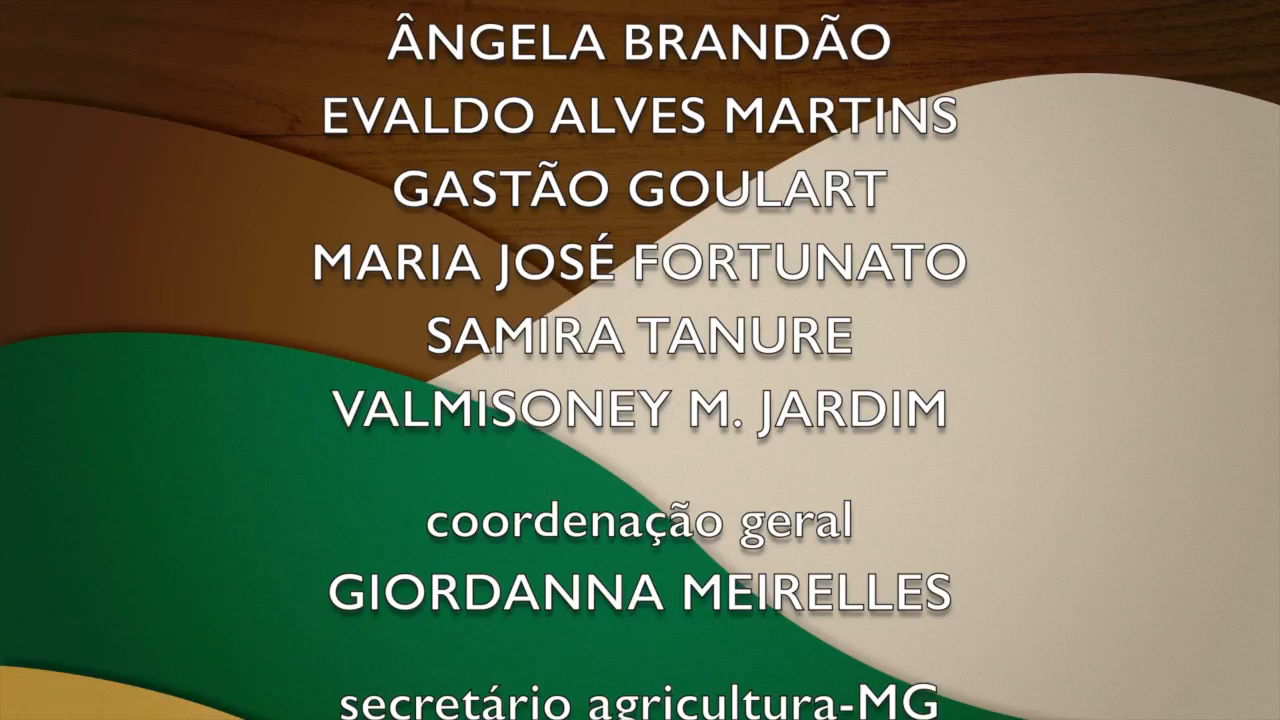 ÂNGELA BRANDÃO
EVALDO ALVES MARTINS
GASTÃO GOULART
MARIA JOSÉ FORTUNATO
SAMIRA TANURE
VALMISONEY M. JARDIM
coordenação geral
GIORDANNA MEIRELLES
secretário agricultura-MG